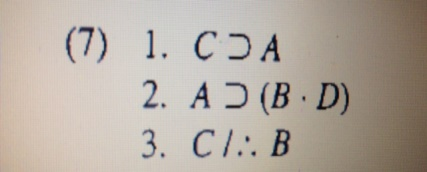 (7) 1. C ⊃ A
2. A ⊃ (B · D)
3. C /∴ B